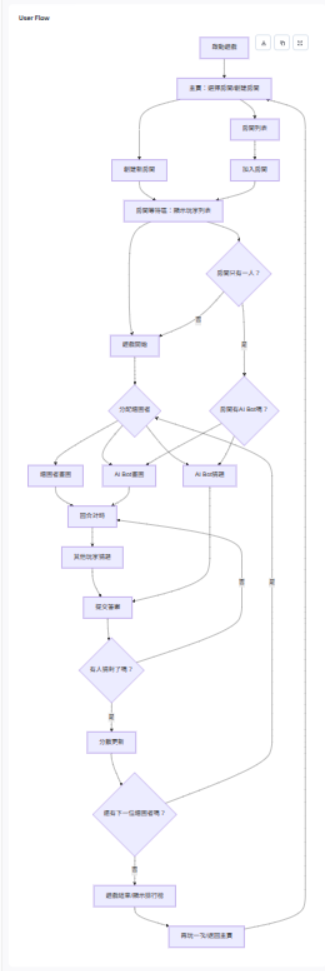 User Flow
啟動遊戲
主頁：選擇房間/創建房間
房間列表
創建新房間
加入房間
房間等待區：顯示玩家列表
房間只有一人？
否
遊戲開始
是
分配繪圖者
房間有AI Bot嗎？
繪圖者畫圖
AI Bot畫圖
AI Bot猜題
回合計時
其他玩家猜題
否
是
提交答案
有人猜對了嗎？
是
分數更新
還有下一位繪圖者嗎？
否
遊戲結束/顯示排行榜
再玩一次/返回主頁